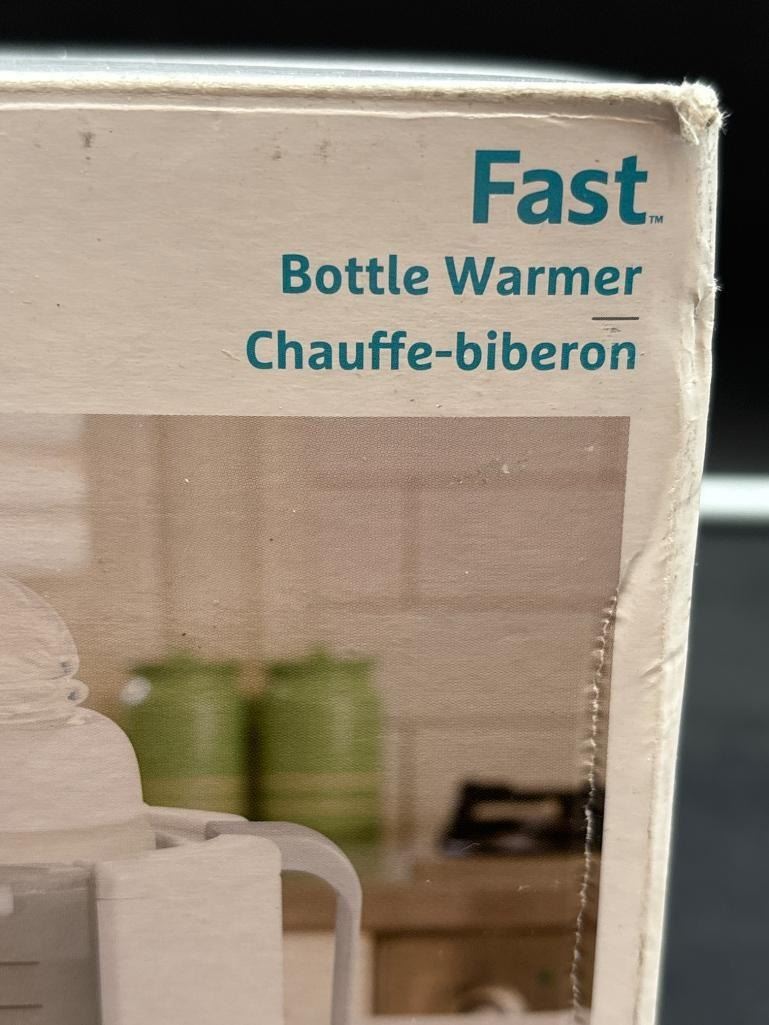 Fast™
Bottle Warmer
Chauffe-biberon